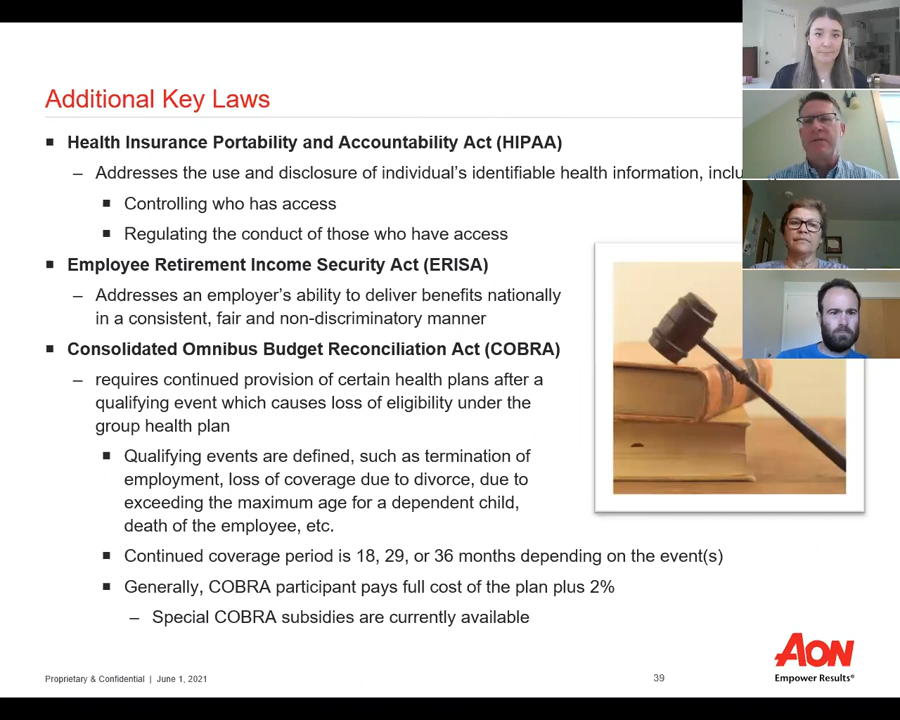 Additional Key Laws
■ Health Insurance Portability and Accountability Act (HIPAA)
– Addresses the use and disclosure of individual's identifiable health information,
■ Controlling who has access
■ Regulating the conduct of those who have access
■ Employee Retirement Income Security Act (ERISA)
– Addresses an employer's ability to deliver benefits nationally
in a consistent, fair and non-discriminatory manner
■ Consolidated Omnibus Budget Reconciliation Act (COBRA)
– requires continued provision of certain health plans after a
qualifying event which causes loss of eligibility under the
group health plan
■ Qualifying events are defined, such as termination of
employment, loss of coverage due to divorce, due to
exceeding the maximum age for a dependent child,
death of the employee, etc.
■ Continued coverage period is 18, 29, or 36 months depending on the event(s)
■ Generally, COBRA participant pays full cost of the plan plus 2%
– Special COBRA subsidies are currently available
Proprietary & Confidential | June 1, 2021
39
AON
Empower Results®